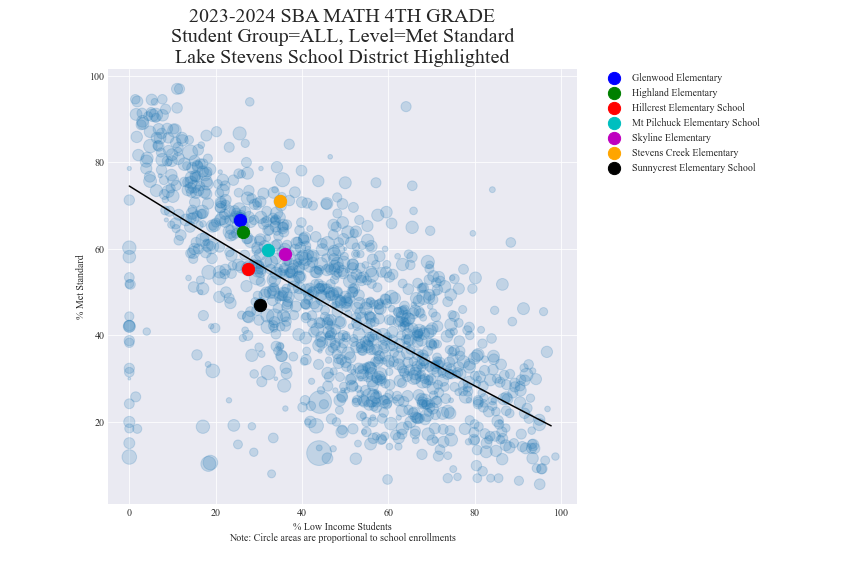 2023-2024 SBA MATH 4TH GRADE
Student Group=ALL, Level=Met Standard
Lake Stevens School District Highlighted
100
80
60
40
20
% Met Standard
0 20 40 60 80 100
% Low Income Students
Note: Circle areas are proportional to school enrollments
Glenwood Elementary
Highland Elementary
Hillcrest Elementary School
Mt Pilchuck Elementary School
Skyline Elementary
Stevens Creek Elementary
Sunnycrest Elementary School